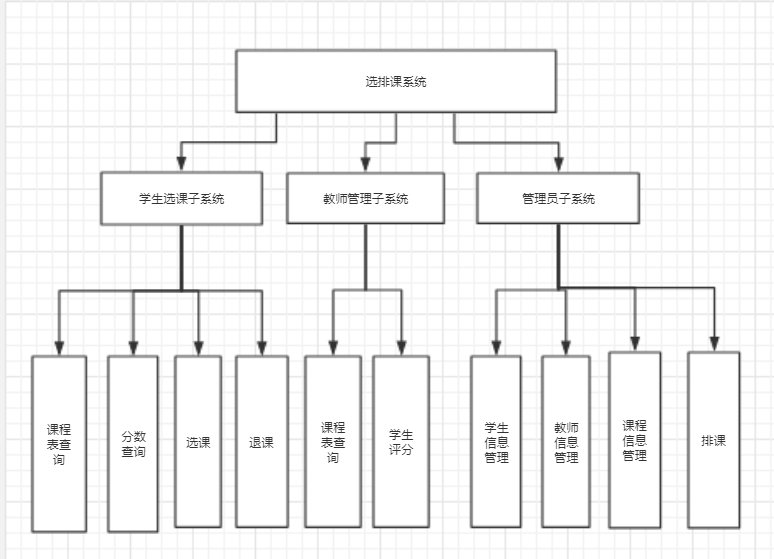 选排课系统
学生选课子系统
教师管理子系统
管理员子系统
课程
表查
询
分数
查询
选课
退课
课程
表查
询
学生
评分
学生
信息
管理
教师
信息
管理
课程
信息
管理
排课